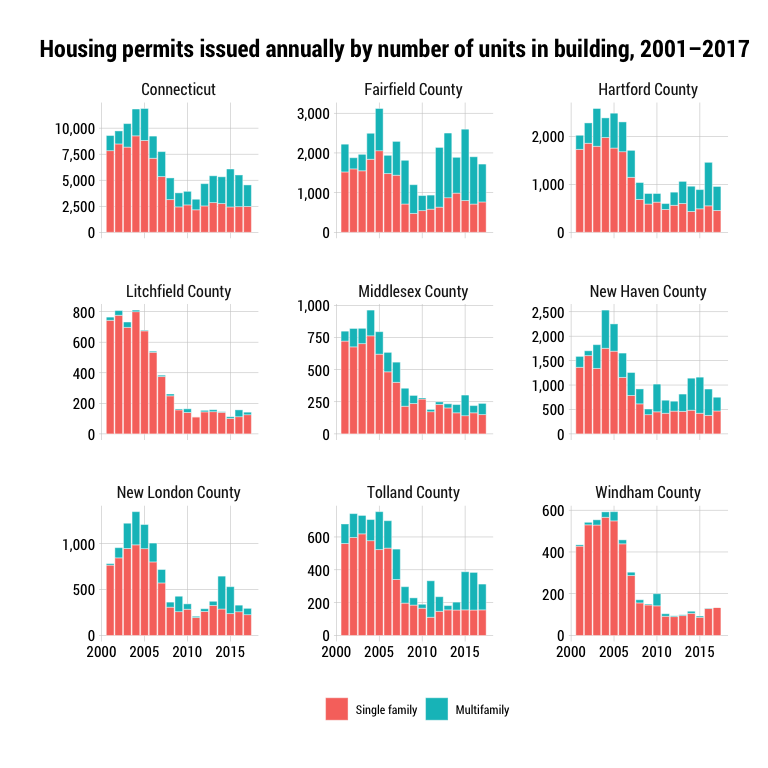 Housing permits issued annually by number of units in building, 2001–2017
Connecticut
Fairfield County
Hartford County
10,000
7,500
5,000
2,500
0
3,000
2,000
1,000
0
2,000
1,000
0
Litchfield County
Middlesex County
New Haven County
800
600
400
200
0
1,000
750
500
250
0
2,500
2,000
1,500
1,000
500
0
New London County
Tolland County
Windham County
1,000
500
0
600
400
200
0
600
400
200
0
2000 2005 2010 2015
2000 2005 2010 2015
2000 2005 2010 2015
Single family
Multifamily